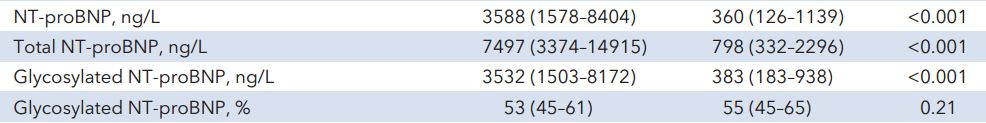 NT-proBNP, ng/L 3588 (1578–8404) 360 (126–1139) <0.001
Total NT-proBNP, ng/L 7497 (3374–14915) 798 (332–2296) <0.001
Glycosylated NT-proBNP, ng/L 3532 (1503–8172) 383 (183–938) <0.001
Glycosylated NT-proBNP, % 53 (45–61) 55 (45–65) 0.21